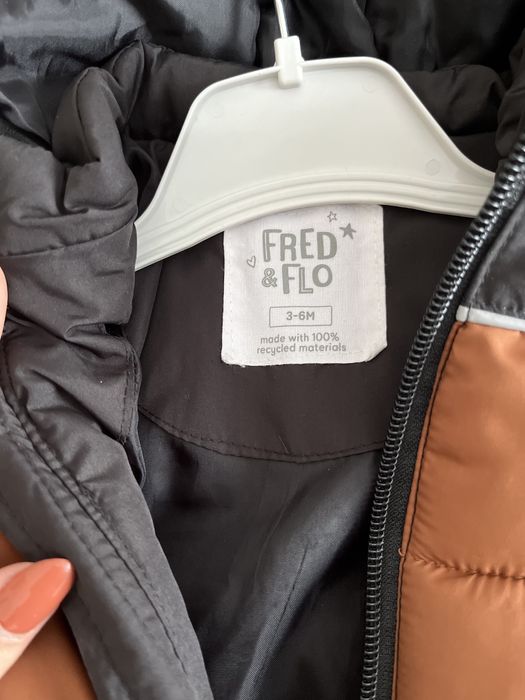 FRED
& FLO
3-6M
made with 100%
recycled materials